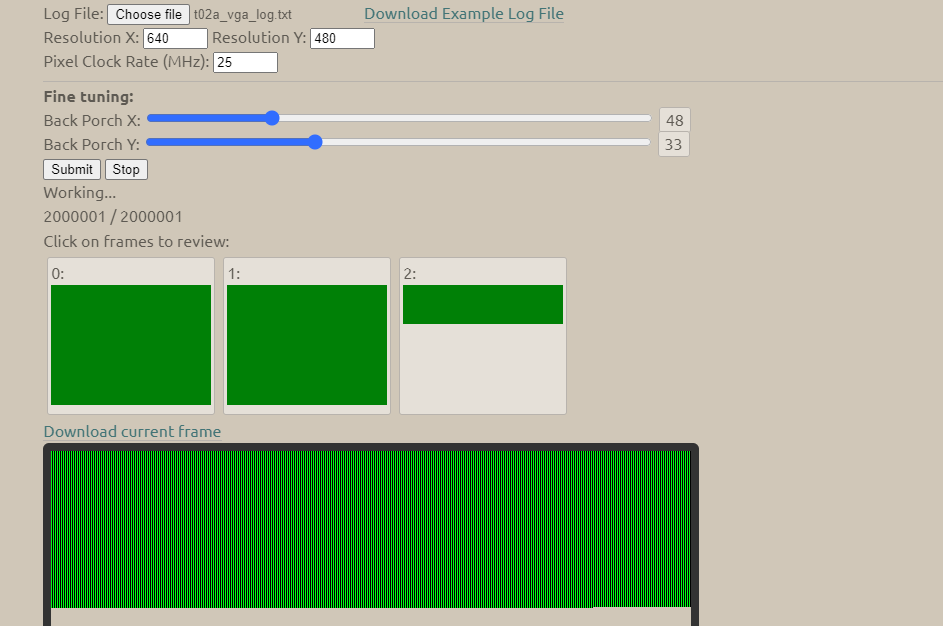 Log File: Choose file t02a_vga_log.txt Download Example Log File
Resolution X: 640 Resolution Y: 480
Pixel Clock Rate (MHz): 25
Fine tuning:
Back Porch X: 48
Back Porch Y: 33
Submit Stop
Working...
2000001 / 2000001
Click on frames to review:
0: 1: 2:
Download current frame